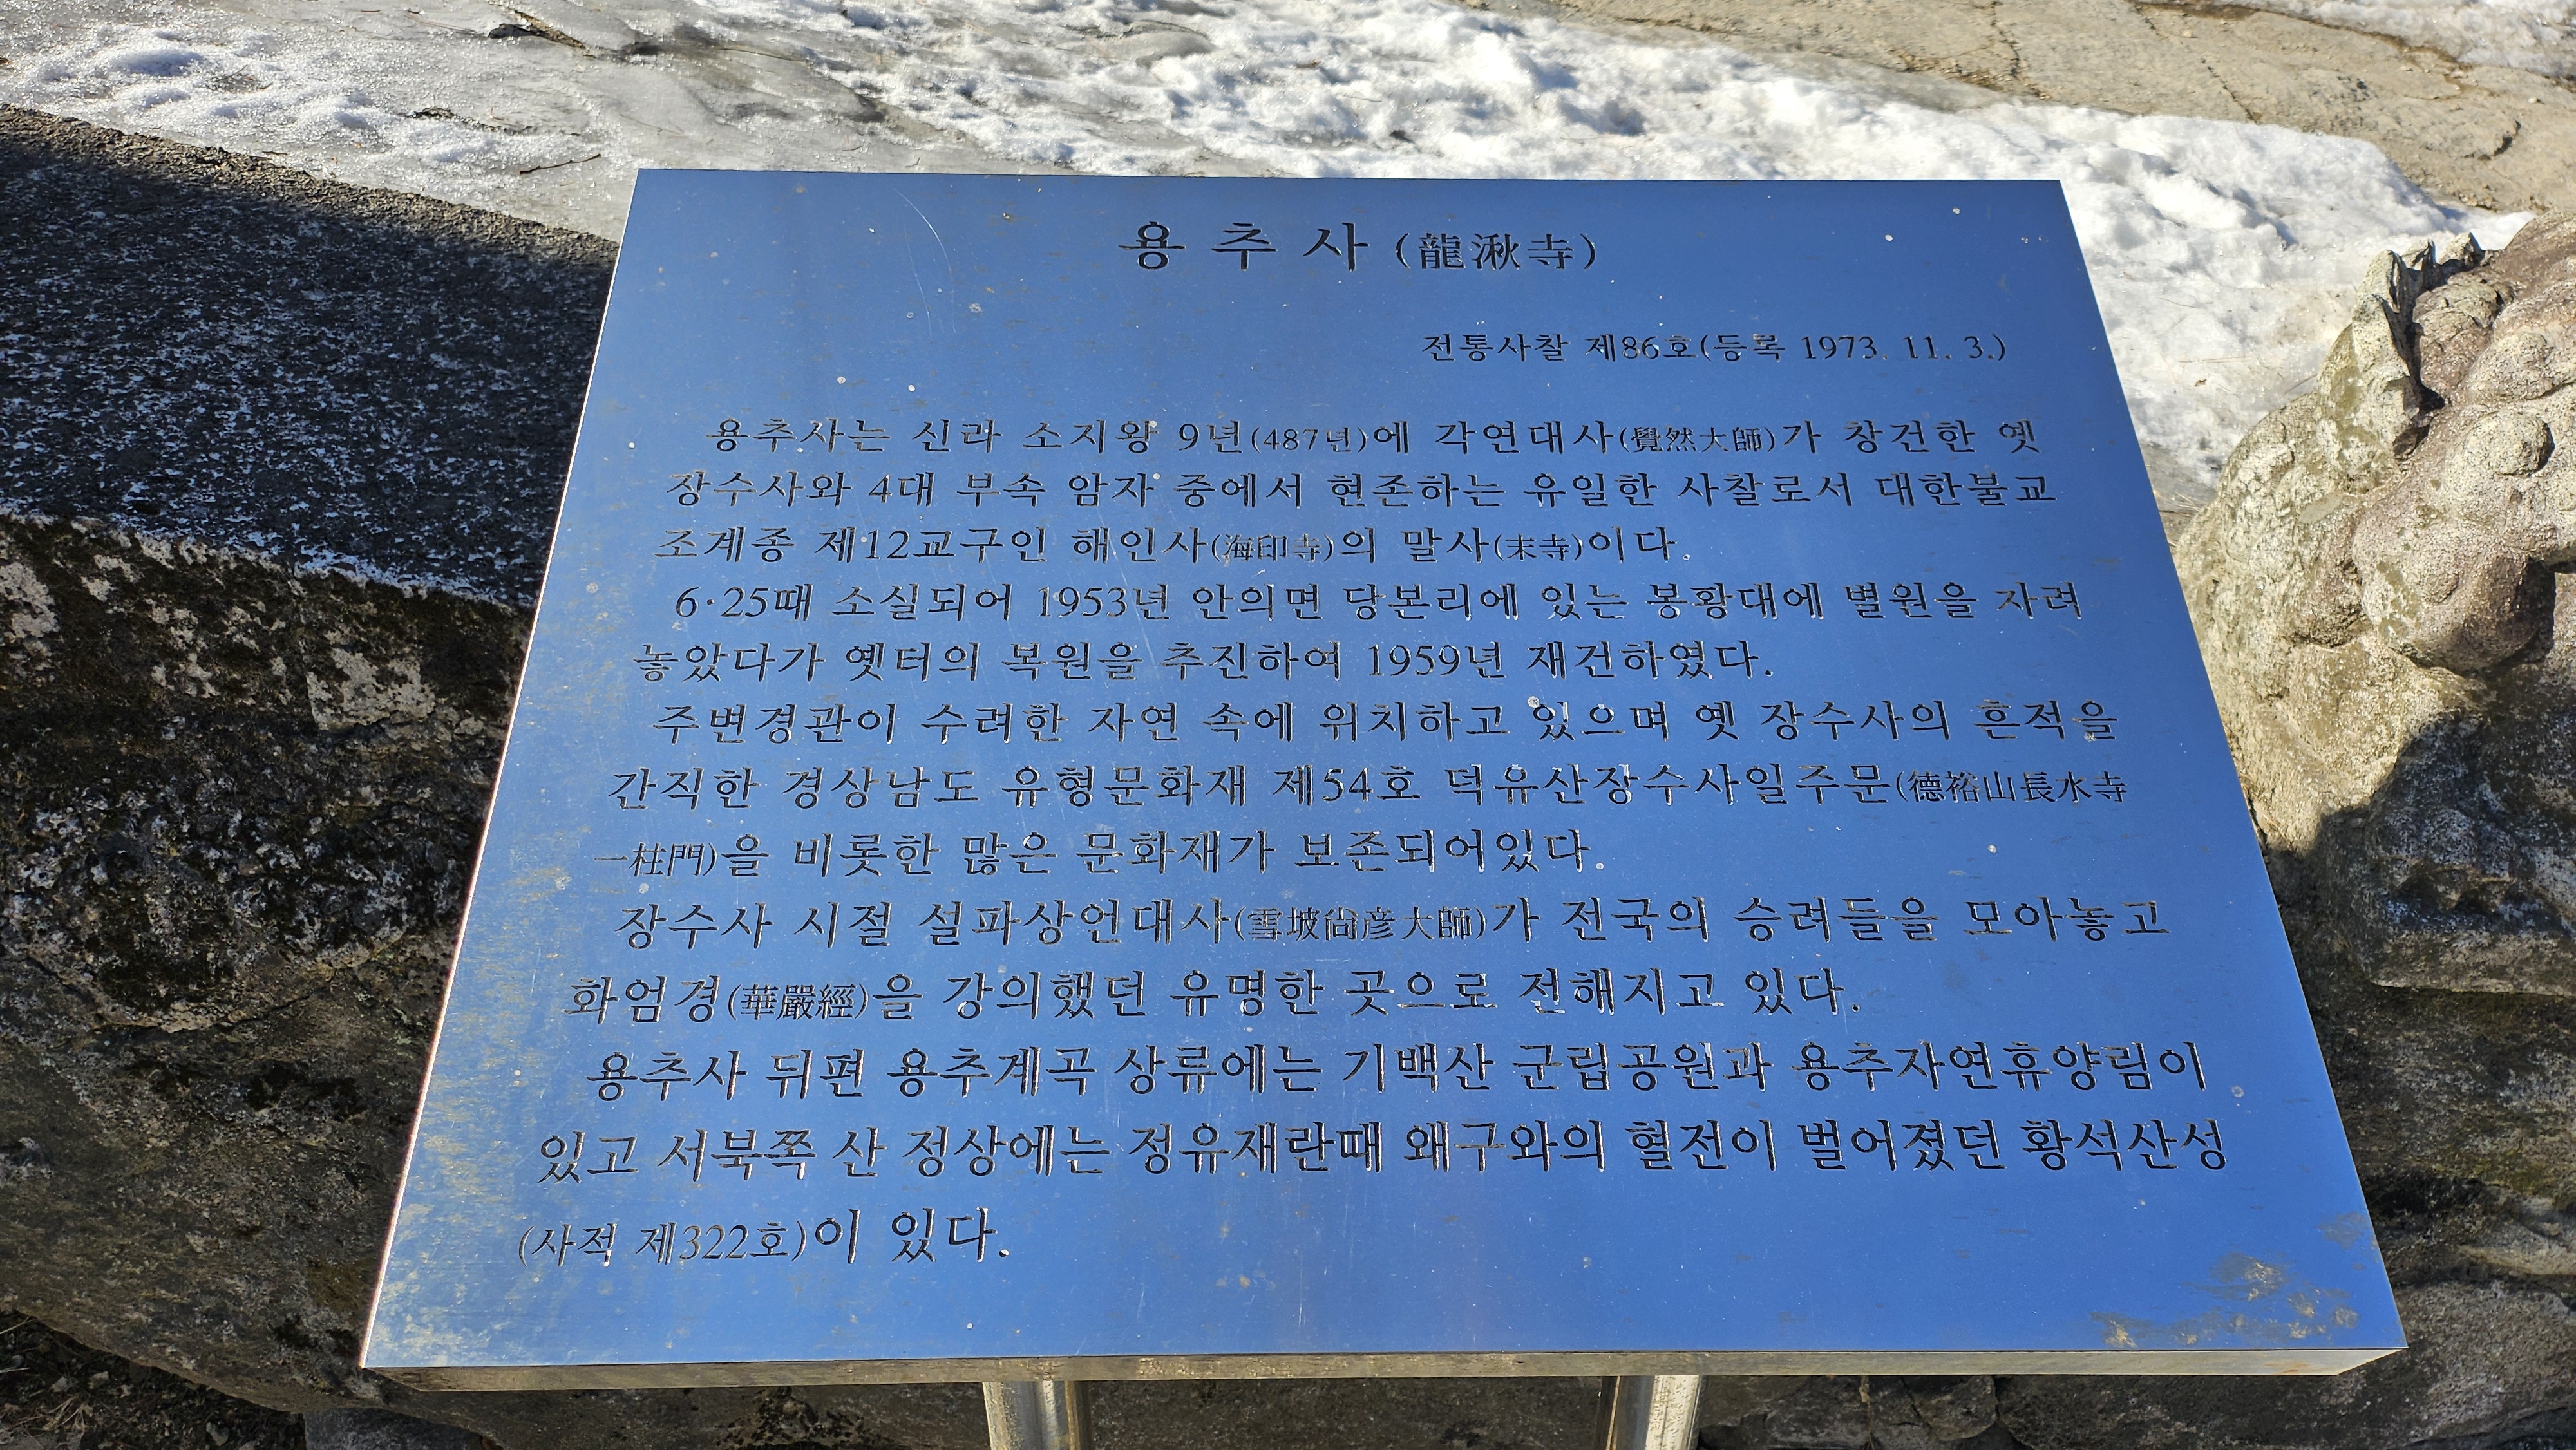 용추사(龍湫寺)
전통사찰 제86호(등록 1973. 11. 3.)
용추사는 신라 소지왕 9년(487년)에 각연대사(覺然大師)가 창건한 옛
장수사와 4대 부속 암자 중에서 현존하는 유일한 사찰로서 대한불교
조계종 제12교구인 해인사(海印寺)의 말사(末寺)이다.
6·25때 소실되어 1953년 안의면 당본리에 있는 봉황대에 별원을 차려
놓았다가 옛터의 복원을 추진하여 1959년 재건하였다.
주변경관이 수려한 자연 속에 위치하고 있으며 옛 장수사의 흔적을
간직한 경상남도 유형문화재 제54호 덕유산장수사일주문(德裕山長水寺
一柱門)을 비롯한 많은 문화재가 보존되어있다.
장수사 시절 설파상언대사(雪坡尙彦大師)가 전국의 승려들을 모아놓고
화엄경(華嚴經)을 강의했던 유명한 곳으로 전해지고 있다.
용추사 뒤편 용추계곡 상류에는 기백산 군립공원과 용추자연휴양림이
있고 서북쪽 산 정상에는 정유재란때 왜구와의 혈전이 벌어졌던 황석산성
(사적 제322호)이 있다.